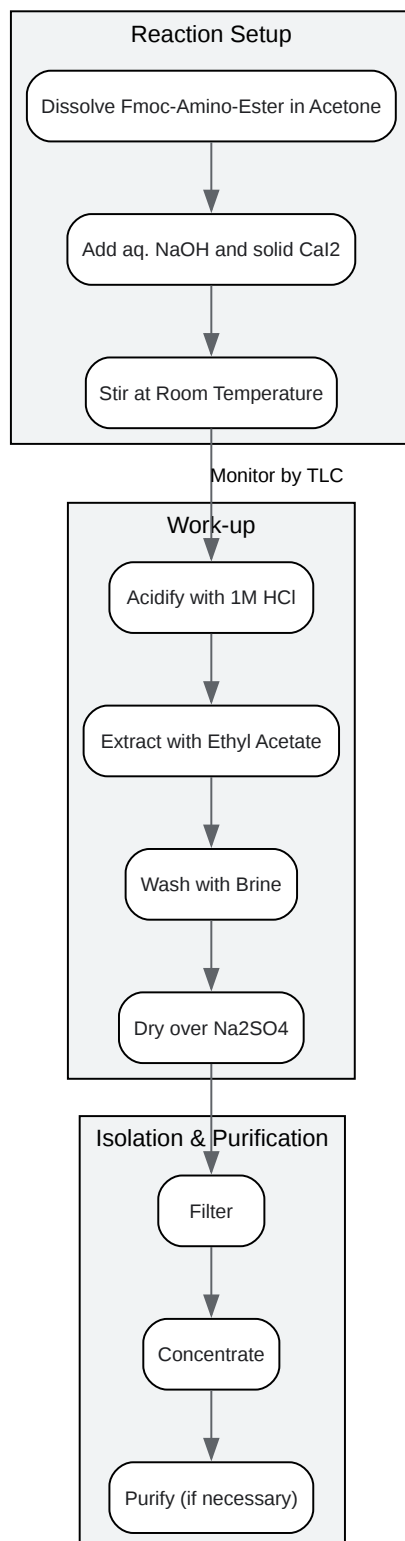 Reaction Setup
Dissolve Fmoc-Amino-Ester in Acetone
Add aq. NaOH and solid CaI2
Stir at Room Temperature
Monitor by TLC
Work-up
Acidify with 1M HCl
Extract with Ethyl Acetate
Wash with Brine
Dry over Na2SO4
Isolation & Purification
Filter
Concentrate
Purify (if necessary)